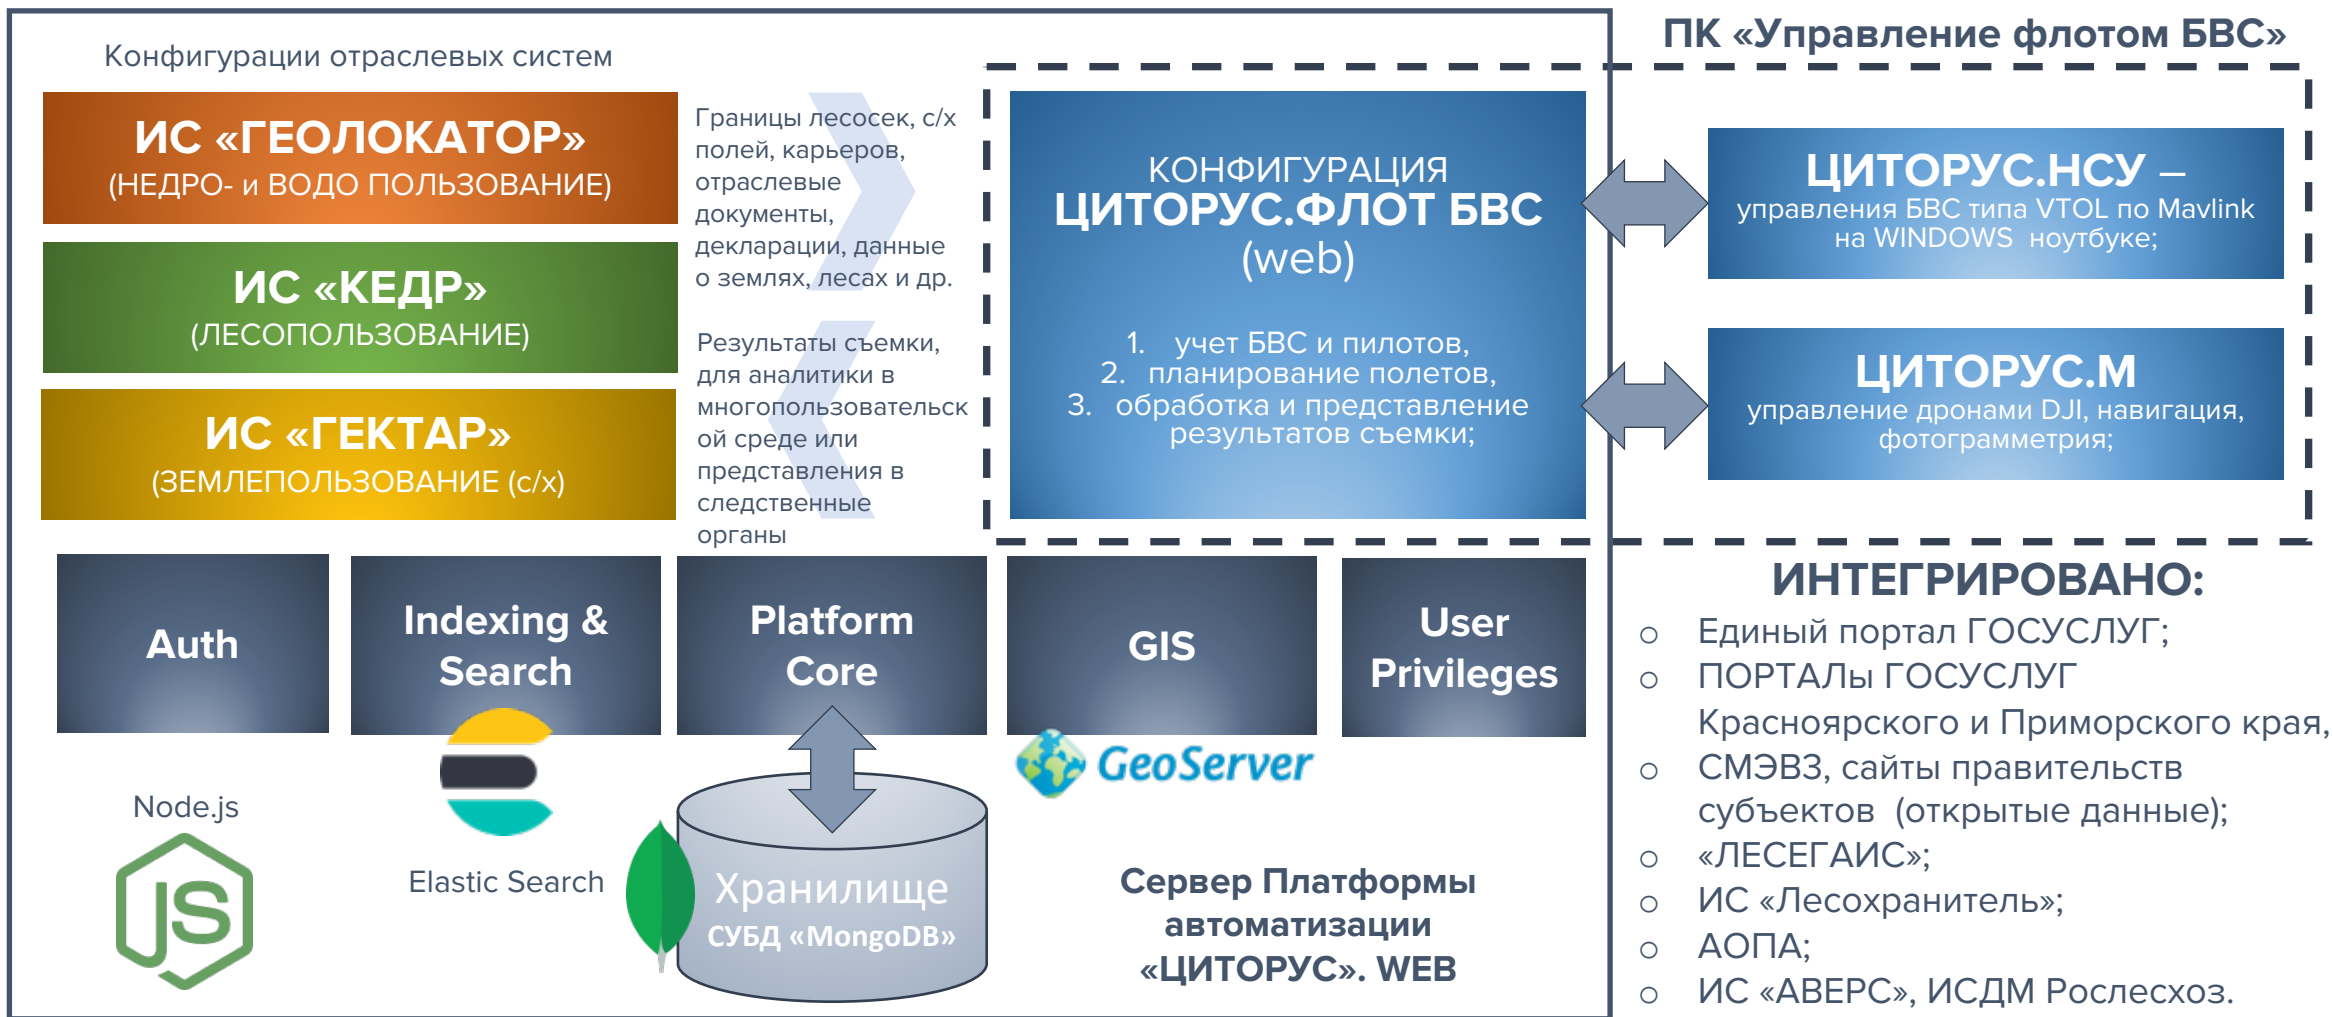 ПК «Управление флотом БВС»
Конфигурации отраслевых систем
ИС «ГЕОЛОКАТОР»
(НЕДРО- и ВОДО ПОЛЬЗОВАНИЕ)
ИС «КЕДР»
(ЛЕСОПОЛЬЗОВАНИЕ)
ИС «ГЕКТАР»
(ЗЕМЛЕПОЛЬЗОВАНИЕ (с/х)
Границы лесосек, с/х
полей, карьеров,
отраслевые
документы,
декларации, данные
о землях, лесах и др.
Результаты съемки,
для аналитики в
многопользовательск
ой среде или
представления в
следственные
органы
КОНФИГУРАЦИЯ
ЦИТОРУС.ФЛОТ БВС
(web)
1. учет БВС и пилотов,
2. планирование полетов,
3. обработка и представление
результатов съемки;
ЦИТОРУС.НСУ –
управления БВС типа VTOL по Mavlink
на WINDOWS ноутбуке;
ЦИТОРУС.М
управление дронами DJI, навигация,
фотограмметрия;
Auth
Indexing &
Search
Platform
Core
GIS
User
Privileges
Node.js
JS
Elastic Search
Хранилище
СУБД «MongoDB»
GeoServer
Сервер Платформы
автоматизации
«ЦИТОРУС». WEB
ИНТЕГРИРОВАНО:
o Единый портал ГОСУСЛУГ;
o ПОРТАЛы ГОСУСЛУГ
Красноярского и Приморского края,
o СМЭВ3, сайты правительств
субъектов (открытые данные);
o «ЛЕСЕГАИС»;
o ИС «Лесохранитель»;
o АОПА;
o ИС «АВЕРС», ИСДМ Рослесхоз.